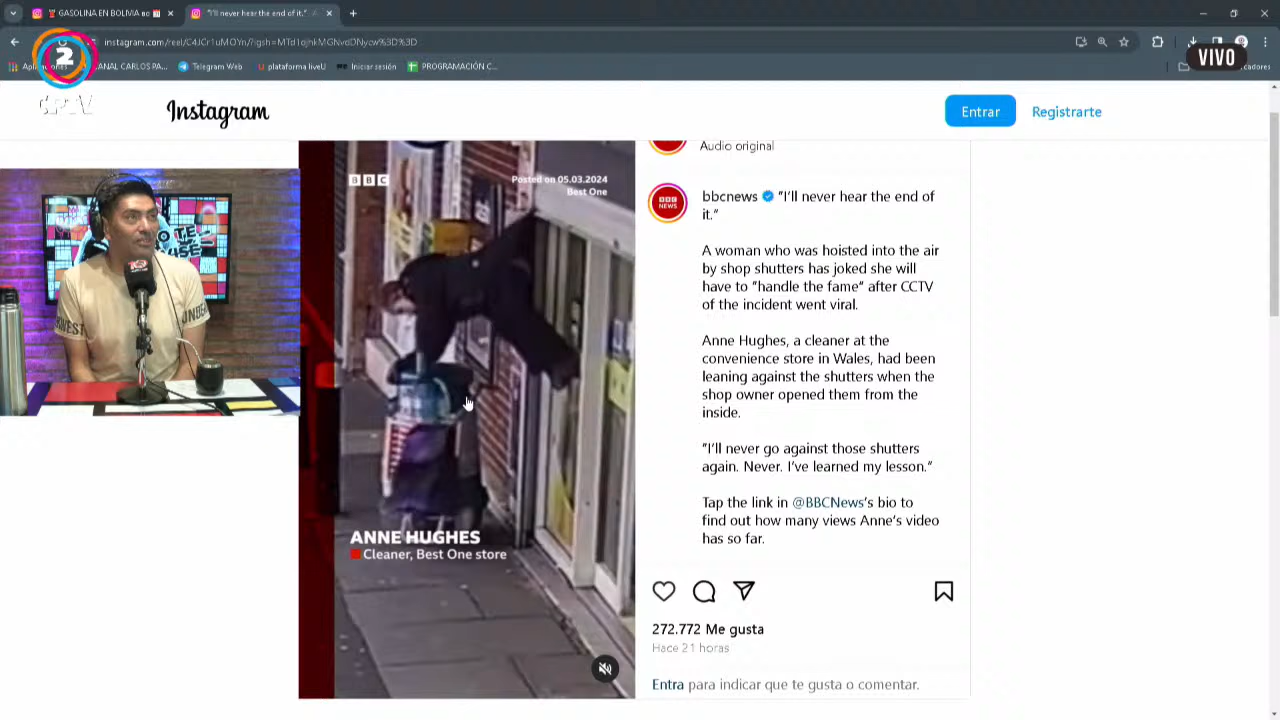 GASOLINA EN BOLIVIA
"I'll never hear the end of it."
instagram.com/reel/C4JCr1uMOYn/?igsh=MTd1qjhkMGNvdDNycw%3D%3D
2
VIVO
ANAL CARLOS PA...
Telegram Web
plataforma liveU
Iniciar sesión
PROGRAMACIÓN C...
CPTV
Instagram
Entrar
Registrarte
Audio original
BBC
Posted on 05.03.2024
Best One
BBC
NEWS
bbcnews "I'll never hear the end of
it."
A woman who was hoisted into the air
by shop shutters has joked she will
have to "handle the fame" after CCTV
of the incident went viral.
Anne Hughes, a cleaner at the
convenience store in Wales, had been
leaning against the shutters when the
shop owner opened them from the
inside.
"I'll never go against those shutters
again. Never. I've learned my lesson."
Tap the link in @BBCNews's bio to
find out how many views Anne's video
has so far.
ANNE HUGHES
Cleaner, Best One store
272.772 Me gusta
Hace 21 horas
Entra para indicar que te gusta o comentar.